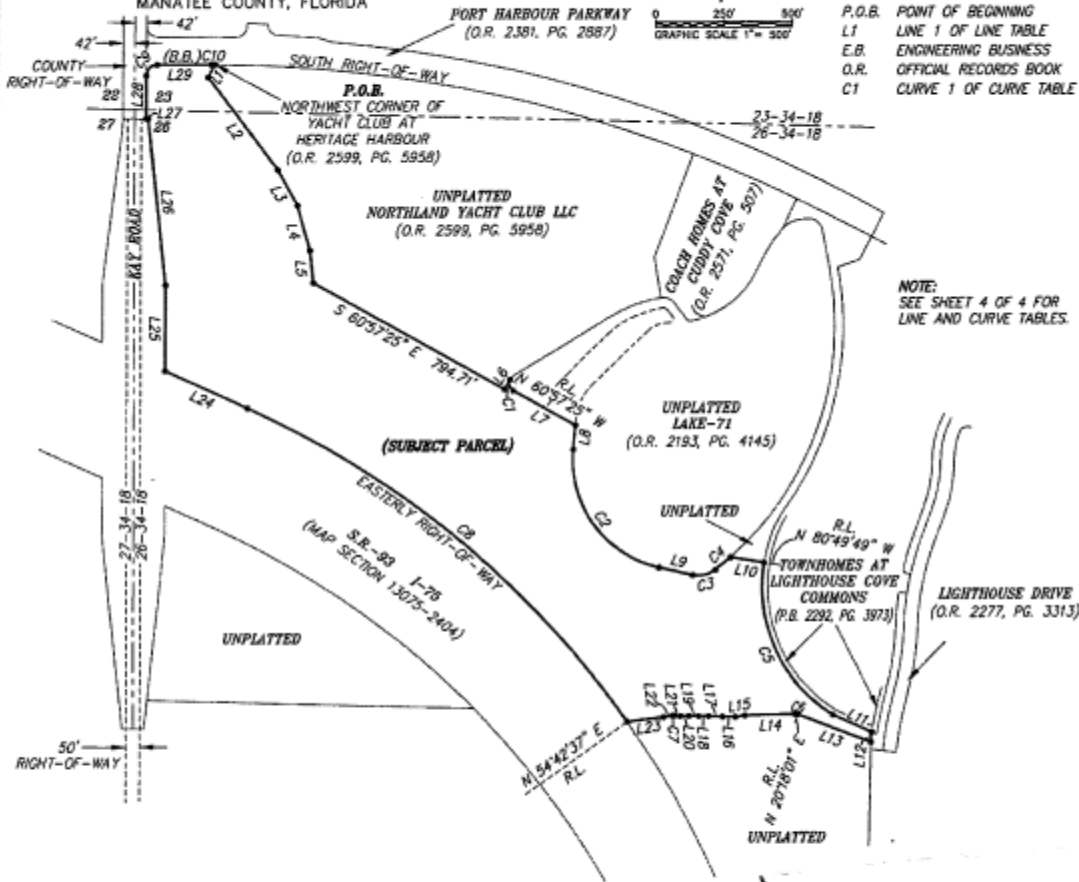 MANATEE COUNTY, FLORIDA
42'
42'
COUNTY
RIGHT-OF-WAY
(B.B.)
C10
L29
L28
22
23
L27
27
26
PORT HARBOUR PARKWAY
(O.R. 2381, PG. 2887)
0 250' 500'
GRAPHIC SCALE 1"= 500'
P.O.B. POINT OF BEGINNING
L1 LINE 1 OF LINE TABLE
E.B. ENGINEERING BUSINESS
O.R. OFFICIAL RECORDS BOOK
C1 CURVE 1 OF CURVE TABLE
SOUTH RIGHT-OF-WAY
P.O.B.
NORTHWEST CORNER OF
YACHT CLUB AT
HERITAGE HARBOUR
(O.R. 2599, PG. 5958)
23-34-18
26-34-18
L2
L3
L4
L5
L26
KAY ROAD
L25
L24
UNPLATTED
NORTHLAND YACHT CLUB LLC
(O.R. 2599, PG. 5958)
COACH HOMES AT
CUDDY COVE
(O.R. 2571, PG. 507)
NOTE:
SEE SHEET 4 OF 4 FOR
LINE AND CURVE TABLES.
S 60'57'25" E 794.71'
C1
R.L.
N 60'57'25" W
L7
L8
UNPLATTED
LAKE-71
(O.R. 2193, PG. 4145)
(SUBJECT PARCEL)
EASTERLY RIGHT-OF-WAY
C8
C2
UNPLATTED
L9
C3
C4
L10
R.L.
N 80'49'49" W
TOWNHOMES AT
LIGHTHOUSE COVE
COMMONS
(P.B. 2292, PG. 3973)
LIGHTHOUSE DRIVE
(O.R. 2277, PG. 3313)
27-34-18
26-34-18
S.R.-93 I-75
(MAP SECTION 13075-2404)
UNPLATTED
C5
L22
L23
L21
C7
L19
L20
L18
L17
L16
L15
L14
C6
L13
L11
L12
N 54'42'37" E
R.L.
R.L.
N 20'18'01" E
50'
RIGHT-OF-WAY
UNPLATTED